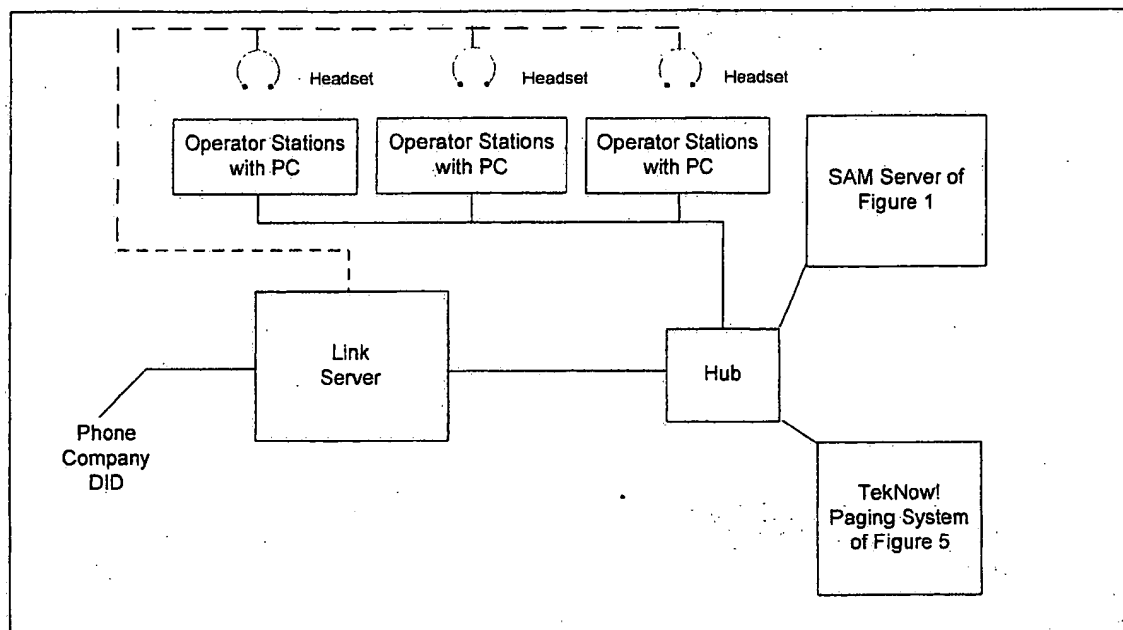 Headset
Headset
Headset
Operator Stations
with PC
Operator Stations
with PC
Operator Stations
with PC
SAM Server of
Figure 1
Link
Server
Hub
Phone
Company
DID
TekNow!
Paging System
of Figure 5